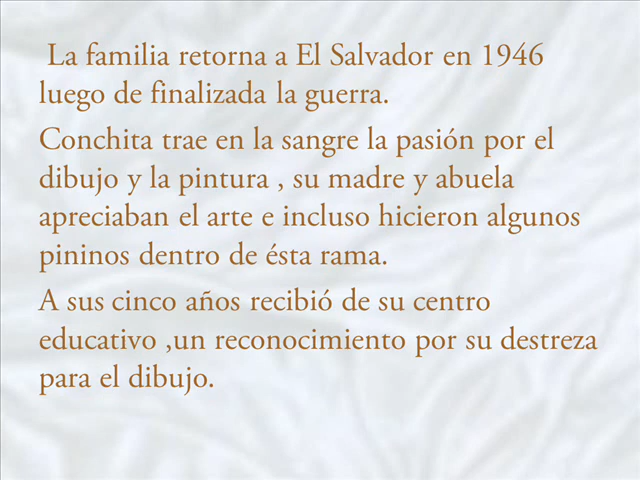 La familia retorna a El Salvador en 1946
luego de finalizada la guerra.
Conchita trae en la sangre la pasión por el
dibujo y la pintura , su madre y abuela
apreciaban el arte e incluso hicieron algunos
pininos dentro de ésta rama.
A sus cinco años recibió de su centro
educativo ,un reconocimiento por su destreza
para el dibujo.